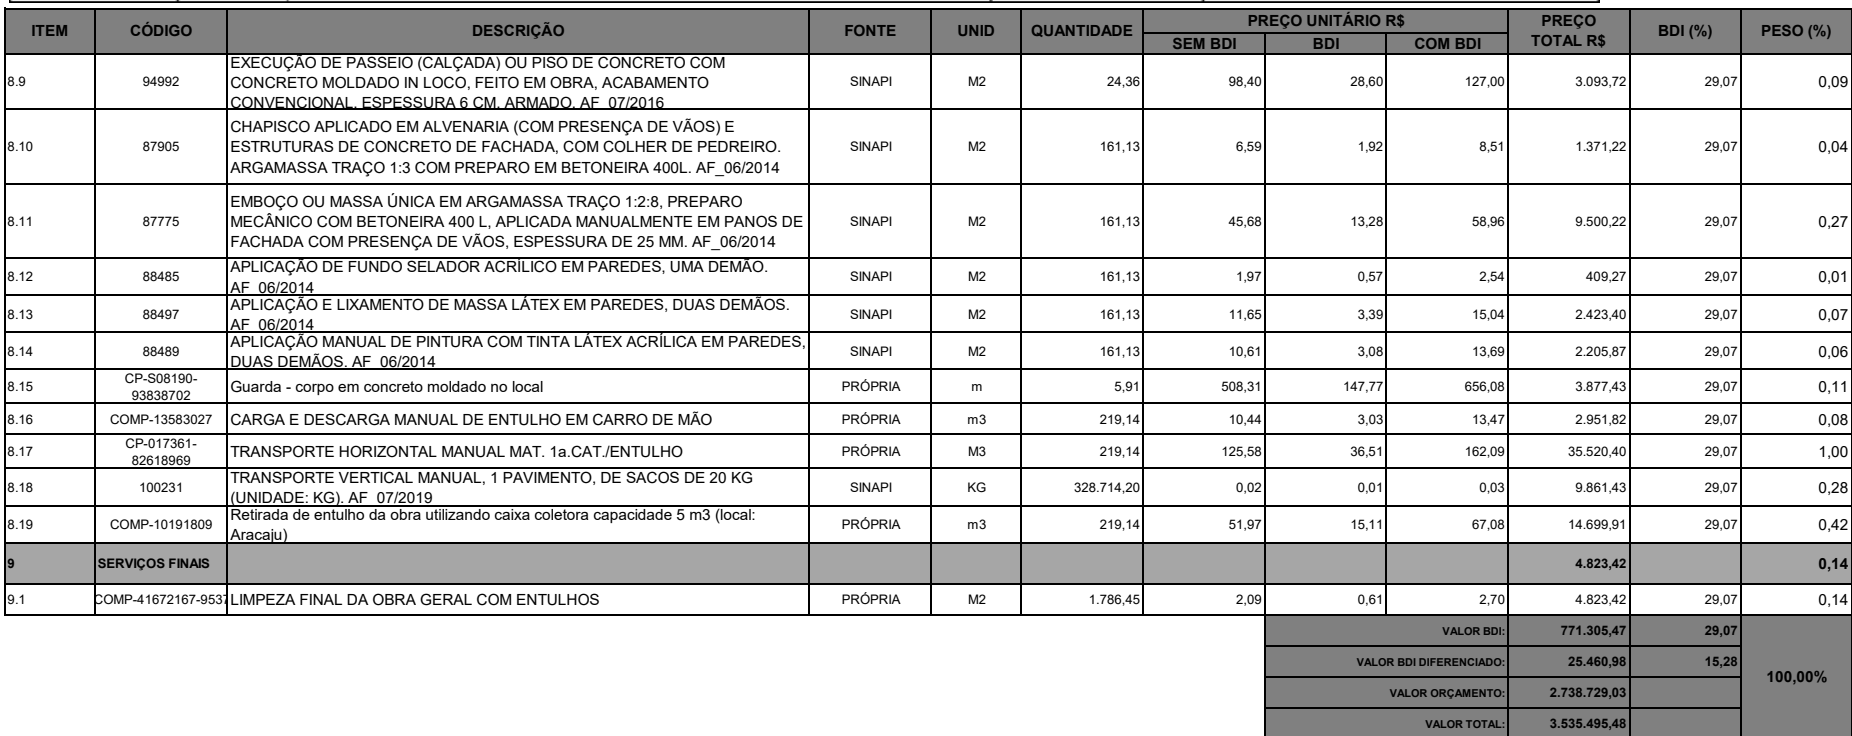 ITEM CÓDIGO DESCRIÇÃO FONTE UNID QUANTIDADE PREÇO UNITÁRIO R$ PREÇO TOTAL R$ BDI (%) PESO (%)
SEM BDI BDI COM BDI
8.9 94992 EXECUÇÃO DE PASSEIO (CALÇADA) OU PISO DE CONCRETO COM
CONCRETO MOLDADO IN LOCO, FEITO EM OBRA, ACABAMENTO
CONVENCIONAL, ESPESSURA 6 CM, ARMADO. AF_07/2016 SINAPI M2 24,36 98,40 28,60 127,00 3.093,72 29,07 0,09
8.10 87905 CHAPISCO APLICADO EM ALVENARIA (COM PRESENÇA DE VÃOS) E
ESTRUTURAS DE CONCRETO DE FACHADA, COM COLHER DE PEDREIRO.
ARGAMASSA TRAÇO 1:3 COM PREPARO EM BETONEIRA 400L. AF_06/2014 SINAPI M2 161,13 6,59 1,92 8,51 1.371,22 29,07 0,04
8.11 87775 EMBOÇO OU MASSA ÚNICA EM ARGAMASSA TRAÇO 1:2:8, PREPARO
MECÂNICO COM BETONEIRA 400 L, APLICADA MANUALMENTE EM PANOS DE
FACHADA COM PRESENÇA DE VÃOS, ESPESSURA DE 25 MM. AF_06/2014 SINAPI M2 161,13 45,68 13,28 58,96 9.500,22 29,07 0,27
8.12 88485 APLICAÇÃO DE FUNDO SELADOR ACRÍLICO EM PAREDES, UMA DEMÃO.
AF_06/2014 SINAPI M2 161,13 1,97 0,57 2,54 409,27 29,07 0,01
8.13 88497 APLICAÇÃO E LIXAMENTO DE MASSA LÁTEX EM PAREDES, DUAS DEMÃOS.
AF_06/2014 SINAPI M2 161,13 11,65 3,39 15,04 2.423,40 29,07 0,07
8.14 88489 APLICAÇÃO MANUAL DE PINTURA COM TINTA LÁTEX ACRÍLICA EM PAREDES,
DUAS DEMÃOS. AF_06/2014 SINAPI M2 161,13 10,61 3,08 13,69 2.205,87 29,07 0,06
8.15 CP-S08190-93838702 Guarda - corpo em concreto moldado no local PRÓPRIA m 5,91 508,31 147,77 656,08 3.877,43 29,07 0,11
8.16 COMP-13583027 CARGA E DESCARGA MANUAL DE ENTULHO EM CARRO DE MÃO PRÓPRIA m3 219,14 10,44 3,03 13,47 2.951,82 29,07 0,08
8.17 CP-017361-82618969 TRANSPORTE HORIZONTAL MANUAL MAT. 1a.CAT./ENTULHO PRÓPRIA M3 219,14 125,58 36,51 162,09 35.520,40 29,07 1,00
8.18 100231 TRANSPORTE VERTICAL MANUAL, 1 PAVIMENTO, DE SACOS DE 20 KG
(UNIDADE: KG). AF_07/2019 SINAPI KG 328.714,20 0,02 0,01 0,03 9.861,43 29,07 0,28
8.19 COMP-10191809 Retirada de entulho da obra utilizando caixa coletora capacidade 5 m3 (local:
Aracaju) PRÓPRIA m3 219,14 51,97 15,11 67,08 14.699,91 29,07 0,42
9 SERVIÇOS FINAIS 4.823,42 0,14
9.1 COMP-41672167-9537 LIMPEZA FINAL DA OBRA GERAL COM ENTULHOS PRÓPRIA M2 1.786,45 2,09 0,61 2,70 4.823,42 29,07 0,14
VALOR BDI: 771.305,47 29,07
VALOR BDI DIFERENCIADO: 25.460,98 15,28
100,00%
VALOR ORÇAMENTO: 2.738.729,03
VALOR TOTAL: 3.535.495,48